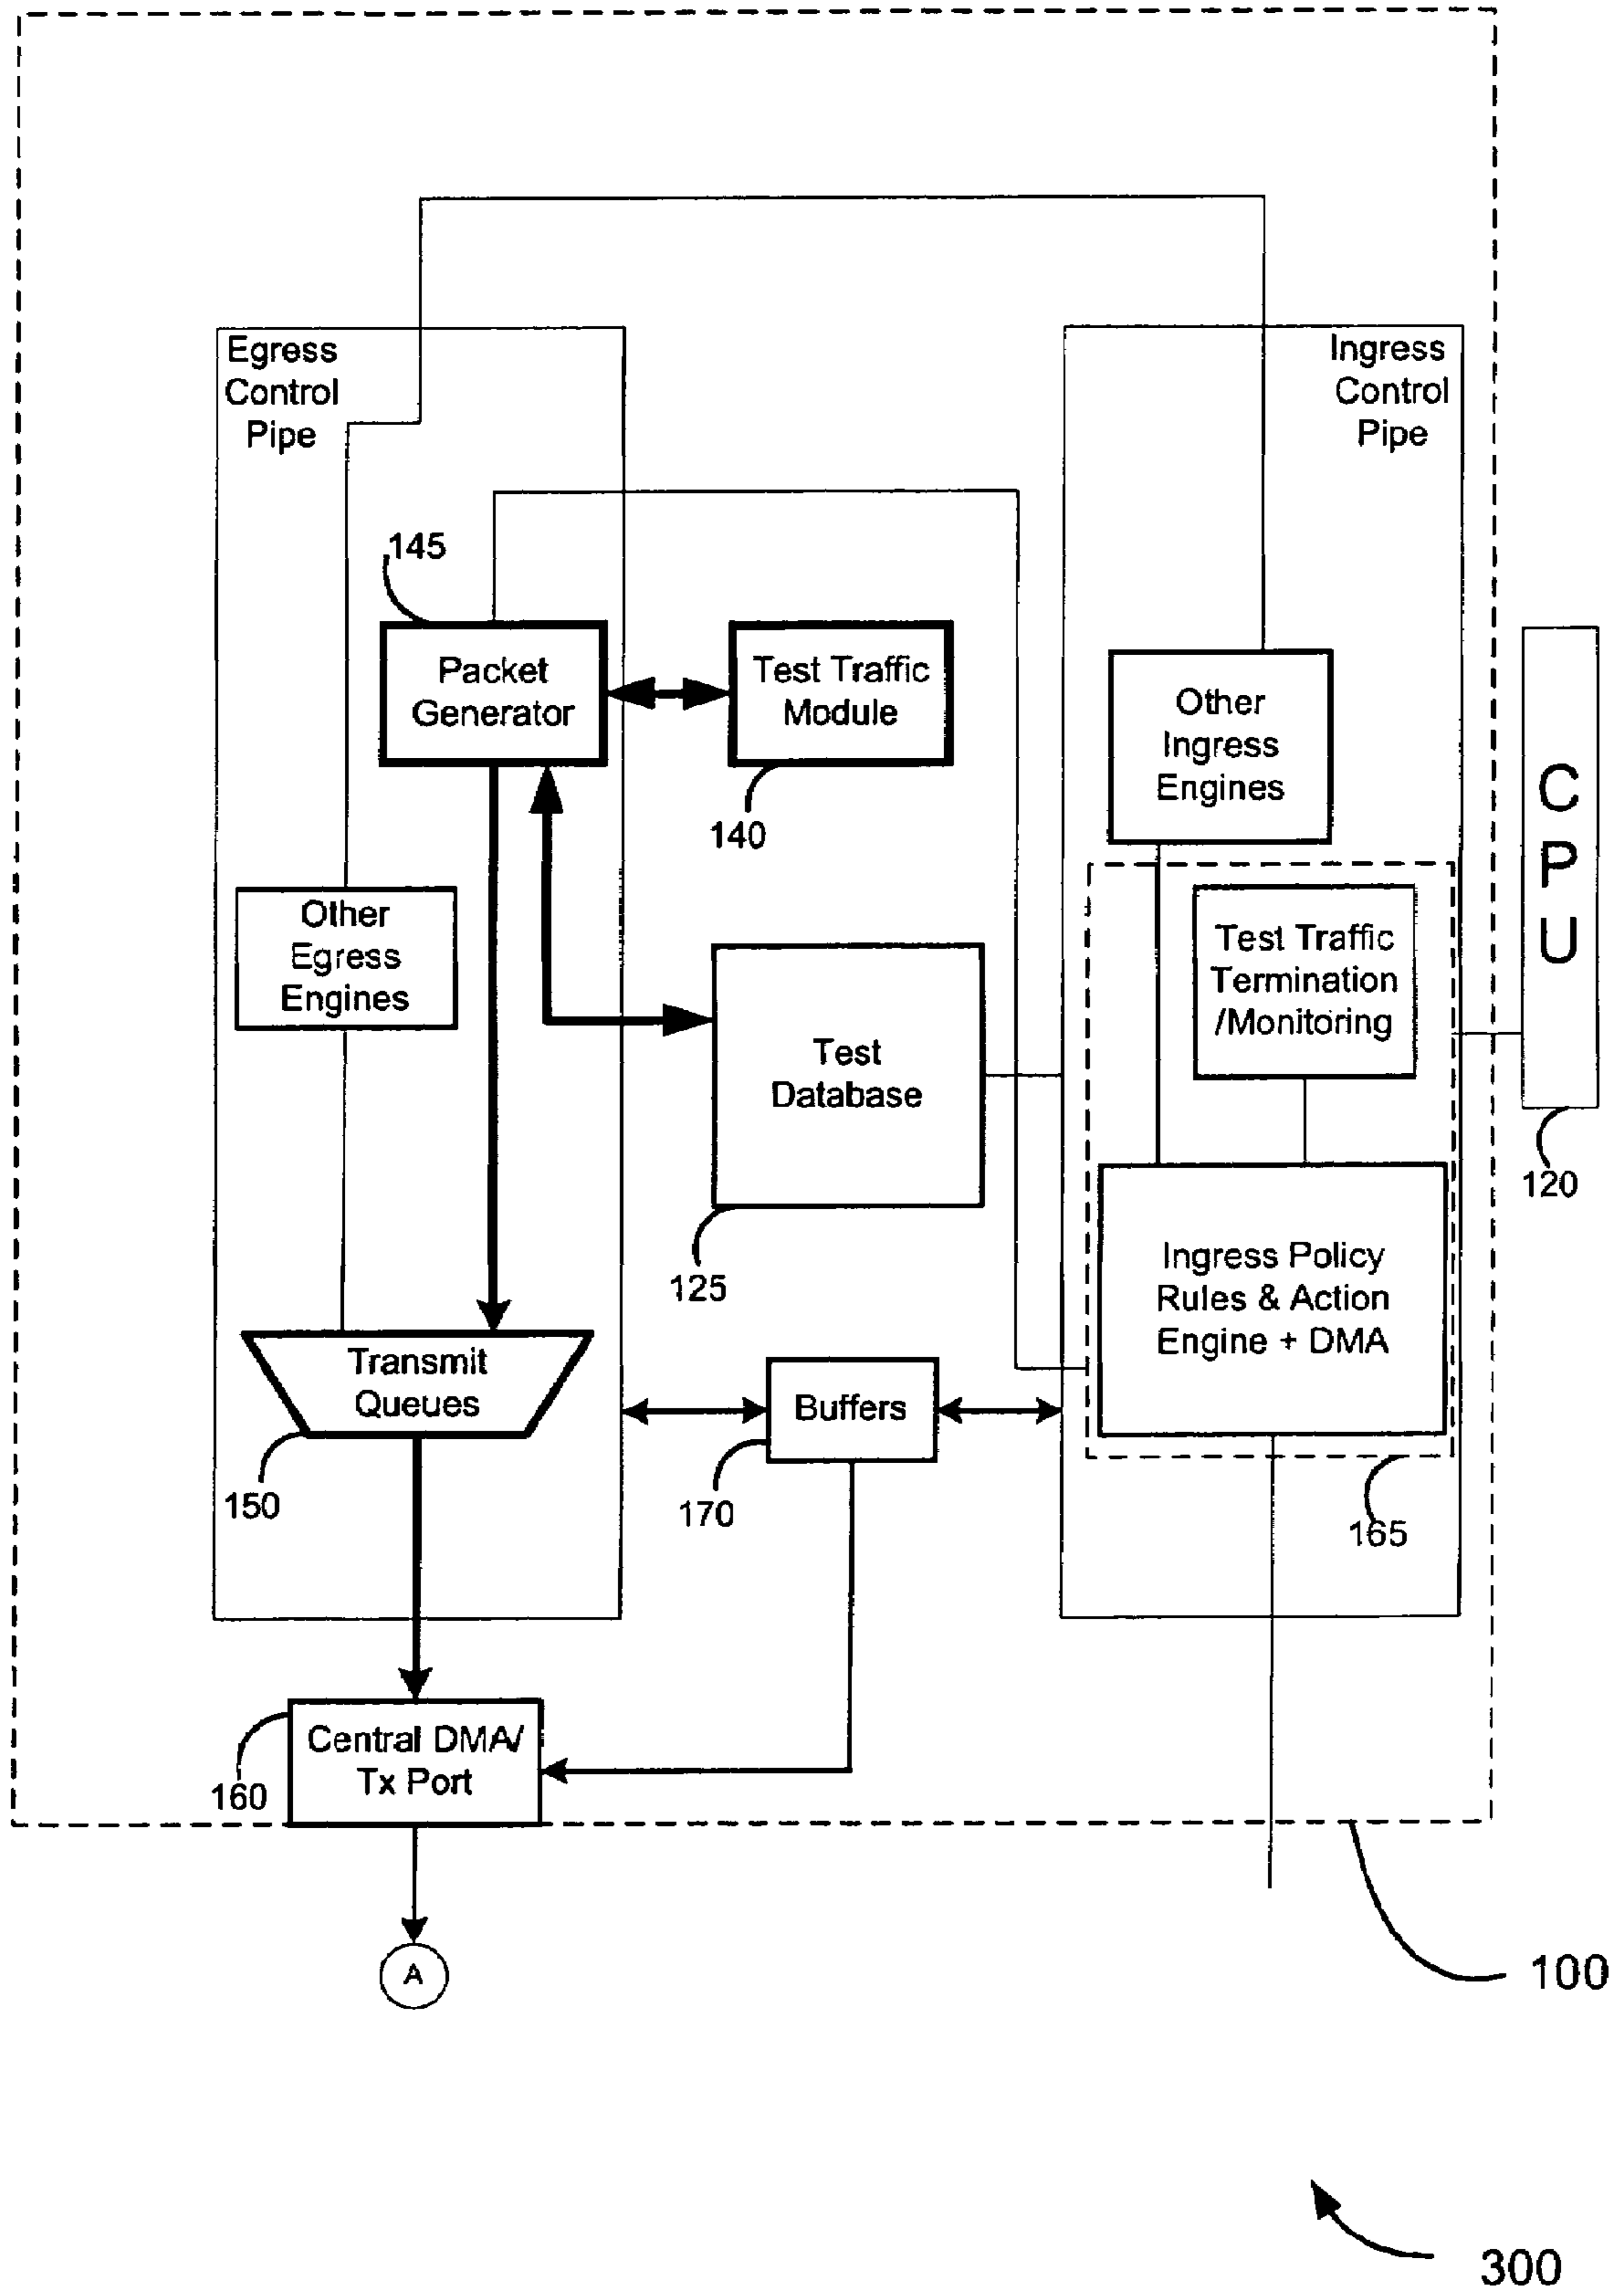 Egress
Control
Pipe
Ingress
Control
Pipe
145
Packet
Generator
Test Traffic
Module
140
Other
Ingress
Engines
C
P
U
120
Other
Egress
Engines
Test Traffic
Termination
/Monitoring
Test
Database
125
Ingress Policy
Rules & Action
Engine + DMA
Transmit
Queues
150
Buffers
170
165
Central DMA/
Tx Port
160
A
100
300